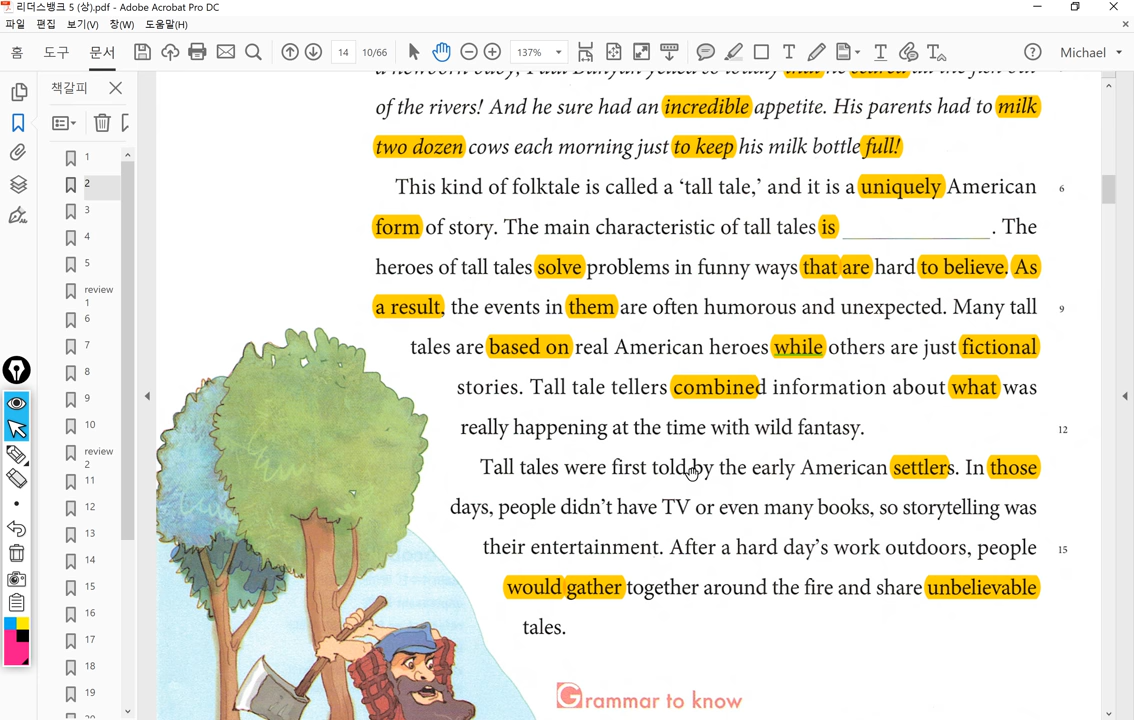 리더스뱅크 5 (상).pdf - Adobe Acrobat Pro DC
파일 편집 보기(V) 창(W) 도움말(H)
홈 도구 문서 14 10/66 137% Michael
책갈피
1
2
3
4
5
review
1
6
7
8
9
10
review
2
11
12
13
14
15
16
17
18
19
of the rivers! And he sure had an incredible appetite. His parents had to milk
two dozen cows each morning just to keep his milk bottle full!
This kind of folktale is called a ‘tall tale,’ and it is a uniquely American 6
form of story. The main characteristic of tall tales is ________________. The
heroes of tall tales solve problems in funny ways that are hard to believe. As
a result, the events in them are often humorous and unexpected. Many tall 9
tales are based on real American heroes while others are just fictional
stories. Tall tale tellers combined information about what was
really happening at the time with wild fantasy. 12
Tall tales were first told by the early American settlers. In those
days, people didn’t have TV or even many books, so storytelling was
their entertainment. After a hard day’s work outdoors, people 15
would gather together around the fire and share unbelievable
tales.
Grammar to know